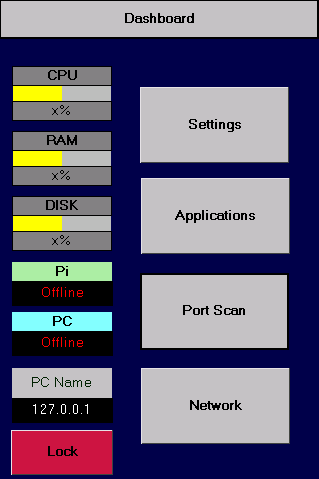 Dashboard
CPU
x%
RAM
x%
DISK
x%
Pi
Offline
PC
Offline
PC Name
127.0.0.1
Lock
Settings
Applications
Port Scan
Network